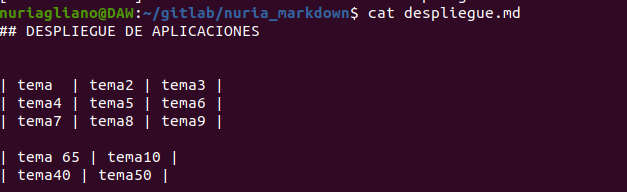 nuriagliano@DAW:~/gitlab/nuria_markdown$ cat despliegue.md
## DESPLIEGUE DE APLICACIONES
| tema  | tema2 | tema3 |
| tema4 | tema5 | tema6 |
| tema7 | tema8 | tema9 |
| tema 65 | tema10 |
| tema40 | tema50 |